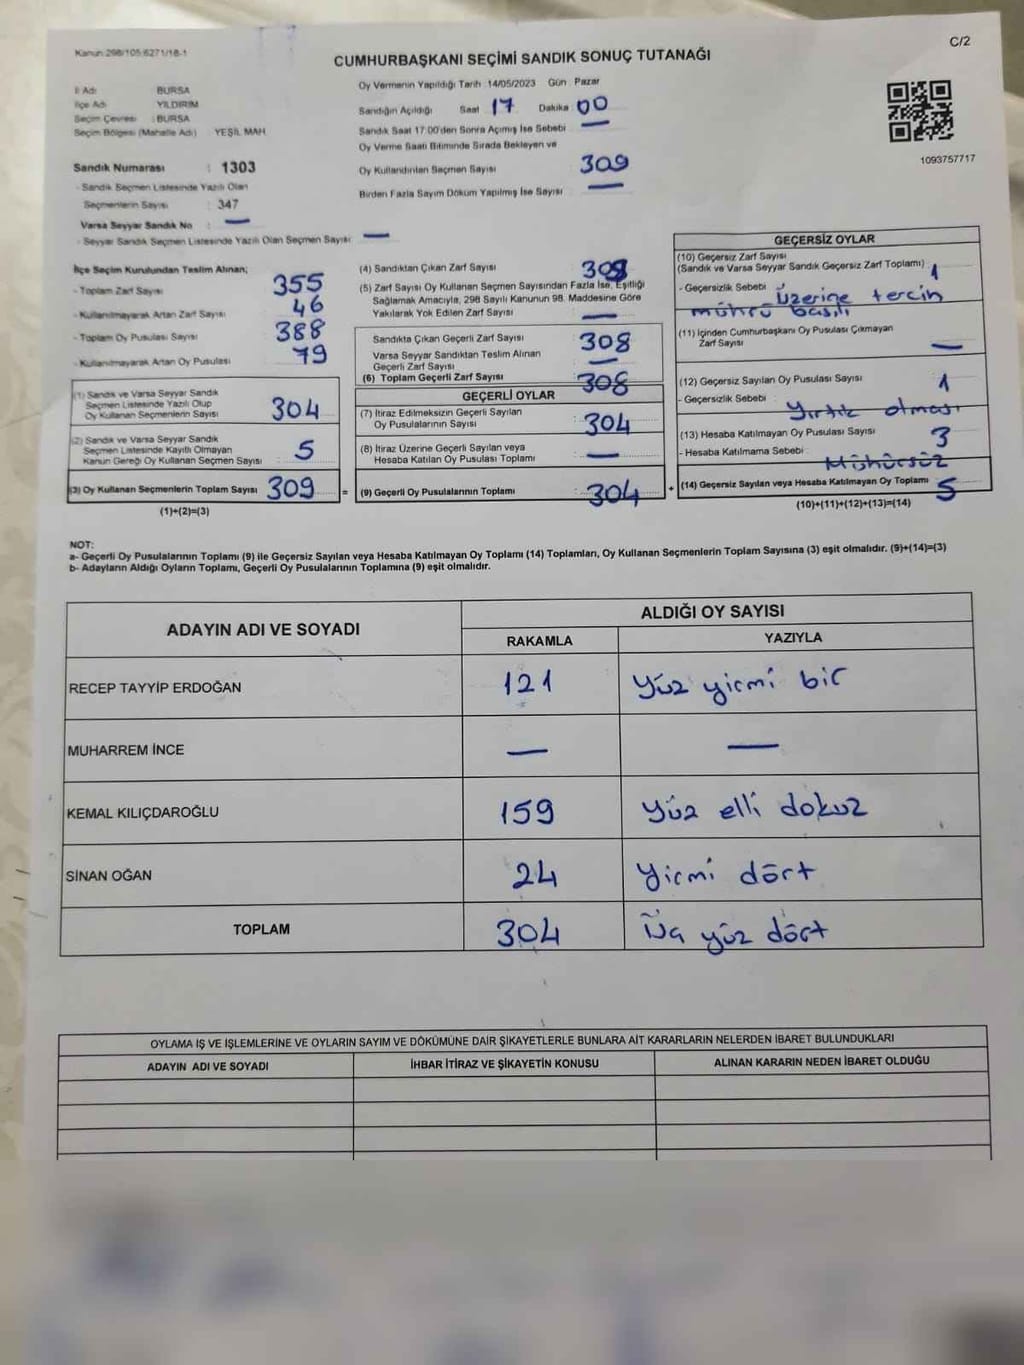 Kanun 298/105 6271/18-1
C/2
CUMHURBAŞKANI SEÇİMİ SANDIK SONUÇ TUTANAĞI
İl Adı BURSA
İlçe Adı YILDIRIM
Seçim Çevresi : BURSA
Seçim Bölgesi (Mahalle Adı) YEŞİL MAH
Sandık Numarası : 1303
- Sandık Seçmen Listesinde Yazılı Olan
Seçmenlerin Sayısı : 347
Varsa Seyyar Sandık No —
- Seyyar Sandık Seçmen Listesinde Yazılı Olan Seçmen Sayısı —
Oy Vermenin Yapıldığı Tarih 14/05/2023 Gün Pazar
Sandığın Açıldığı Saat 17 Dakika 00
Sandık Saat 17.00'den Sonra Açılmış İse Sebebi —
Oy Verme Saati Bitiminde Sırada Bekleyen ve
Oy Kullandırılan Seçmen Sayısı 309
Birden Fazla Sayım Döküm Yapılmış İse Sayısı —
1093757717
İlçe Seçim Kurulundan Teslim Alınan;
- Toplam Zarf Sayısı 355
- Kullanılmayarak Artan Zarf Sayısı 46
- Toplam Oy Pusulası Sayısı 388
- Kullanılmayarak Artan Oy Pusulası 79
(1) Sandık ve Varsa Seyyar Sandık
Seçmen Listesinde Yazılı Olup
Oy Kullanan Seçmenlerin Sayısı 304
(2) Sandık ve Varsa Seyyar Sandık
Seçmen Listesinde Kayıtlı Olmayan
Kanun Gereği Oy Kullanan Seçmen Sayısı 5
(3) Oy Kullanan Seçmenlerin Toplam Sayısı 309 =
(1)+(2)=(3)
(4) Sandıktan Çıkan Zarf Sayısı
(5) Zarf Sayısı Oy Kullanan Seçmen Sayısından Fazla İse, Eşitliği
Sağlamak Amacıyla, 298 Sayılı Kanunun 98. Maddesine Göre
Yakılarak Yok Edilen Zarf Sayısı : —
Sandıkta Çıkan Geçerli Zarf Sayısı : 308
Varsa Seyyar Sandıktan Teslim Alınan
Geçerli Zarf Sayısı : —
(6) Toplam Geçerli Zarf Sayısı : 308
GEÇERLİ OYLAR
(7) İtiraz Edilmeksizin Geçerli Sayılan
Oy Pusulalarının Sayısı : 304
(8) İtiraz Üzerine Geçerli Sayılan veya
Hesaba Katılan Oy Pusulası Toplamı : —
(9) Geçerli Oy Pusulalarının Toplamı : 304 +
GEÇERSİZ OYLAR
(10) Geçersiz Zarf Sayısı
(Sandık ve Varsa Seyyar Sandık Geçersiz Zarf Toplamı) : 1
- Geçersizlik Sebebi : Üzerine tercih
mührü basılı
(11) İçinden Cumhurbaşkanı Oy Pusulası Çıkmayan
Zarf Sayısı : —
(12) Geçersiz Sayılan Oy Pusulası Sayısı : 1
- Geçersizlik Sebebi : Yırtık olması
(13) Hesaba Katılmayan Oy Pusulası Sayısı : 3
- Hesaba Katılmama Sebebi : Mühürsüz
(14) Geçersiz Sayılan veya Hesaba Katılmayan Oy Toplamı : 5
(10)+(11)+(12)+(13)=(14)
NOT:
a- Geçerli Oy Pusulalarının Toplamı (9) ile Geçersiz Sayılan veya Hesaba Katılmayan Oy Toplamı (14) Toplamları, Oy Kullanan Seçmenlerin Toplam Sayısına (3) eşit olmalıdır. (9)+(14)=(3)
b- Adayların Aldığı Oyların Toplamı, Geçerli Oy Pusulalarının Toplamına (9) eşit olmalıdır.
ADAYIN ADI VE SOYADI
ALDIĞI OY SAYISI
RAKAMLA YAZIYLA
RECEP TAYYİP ERDOĞAN 121 Yüz yirmi bir
MUHARREM İNCE — —
KEMAL KILIÇDAROĞLU 159 Yüz elli dokuz
SİNAN OĞAN 24 Yirmi dört
TOPLAM 304 Üç yüz dört
OYLAMA İŞ VE İŞLEMLERİNE VE OYLARIN SAYIM VE DÖKÜMÜNE DAİR ŞİKAYETLERLE BUNLARA AİT KARARLARIN NELERDEN İBARET BULUNDUKLARI
ADAYIN ADI VE SOYADI İHBAR İTİRAZ VE ŞİKAYETİN KONUSU ALINAN KARARIN NEDEN İBARET OLDUĞU